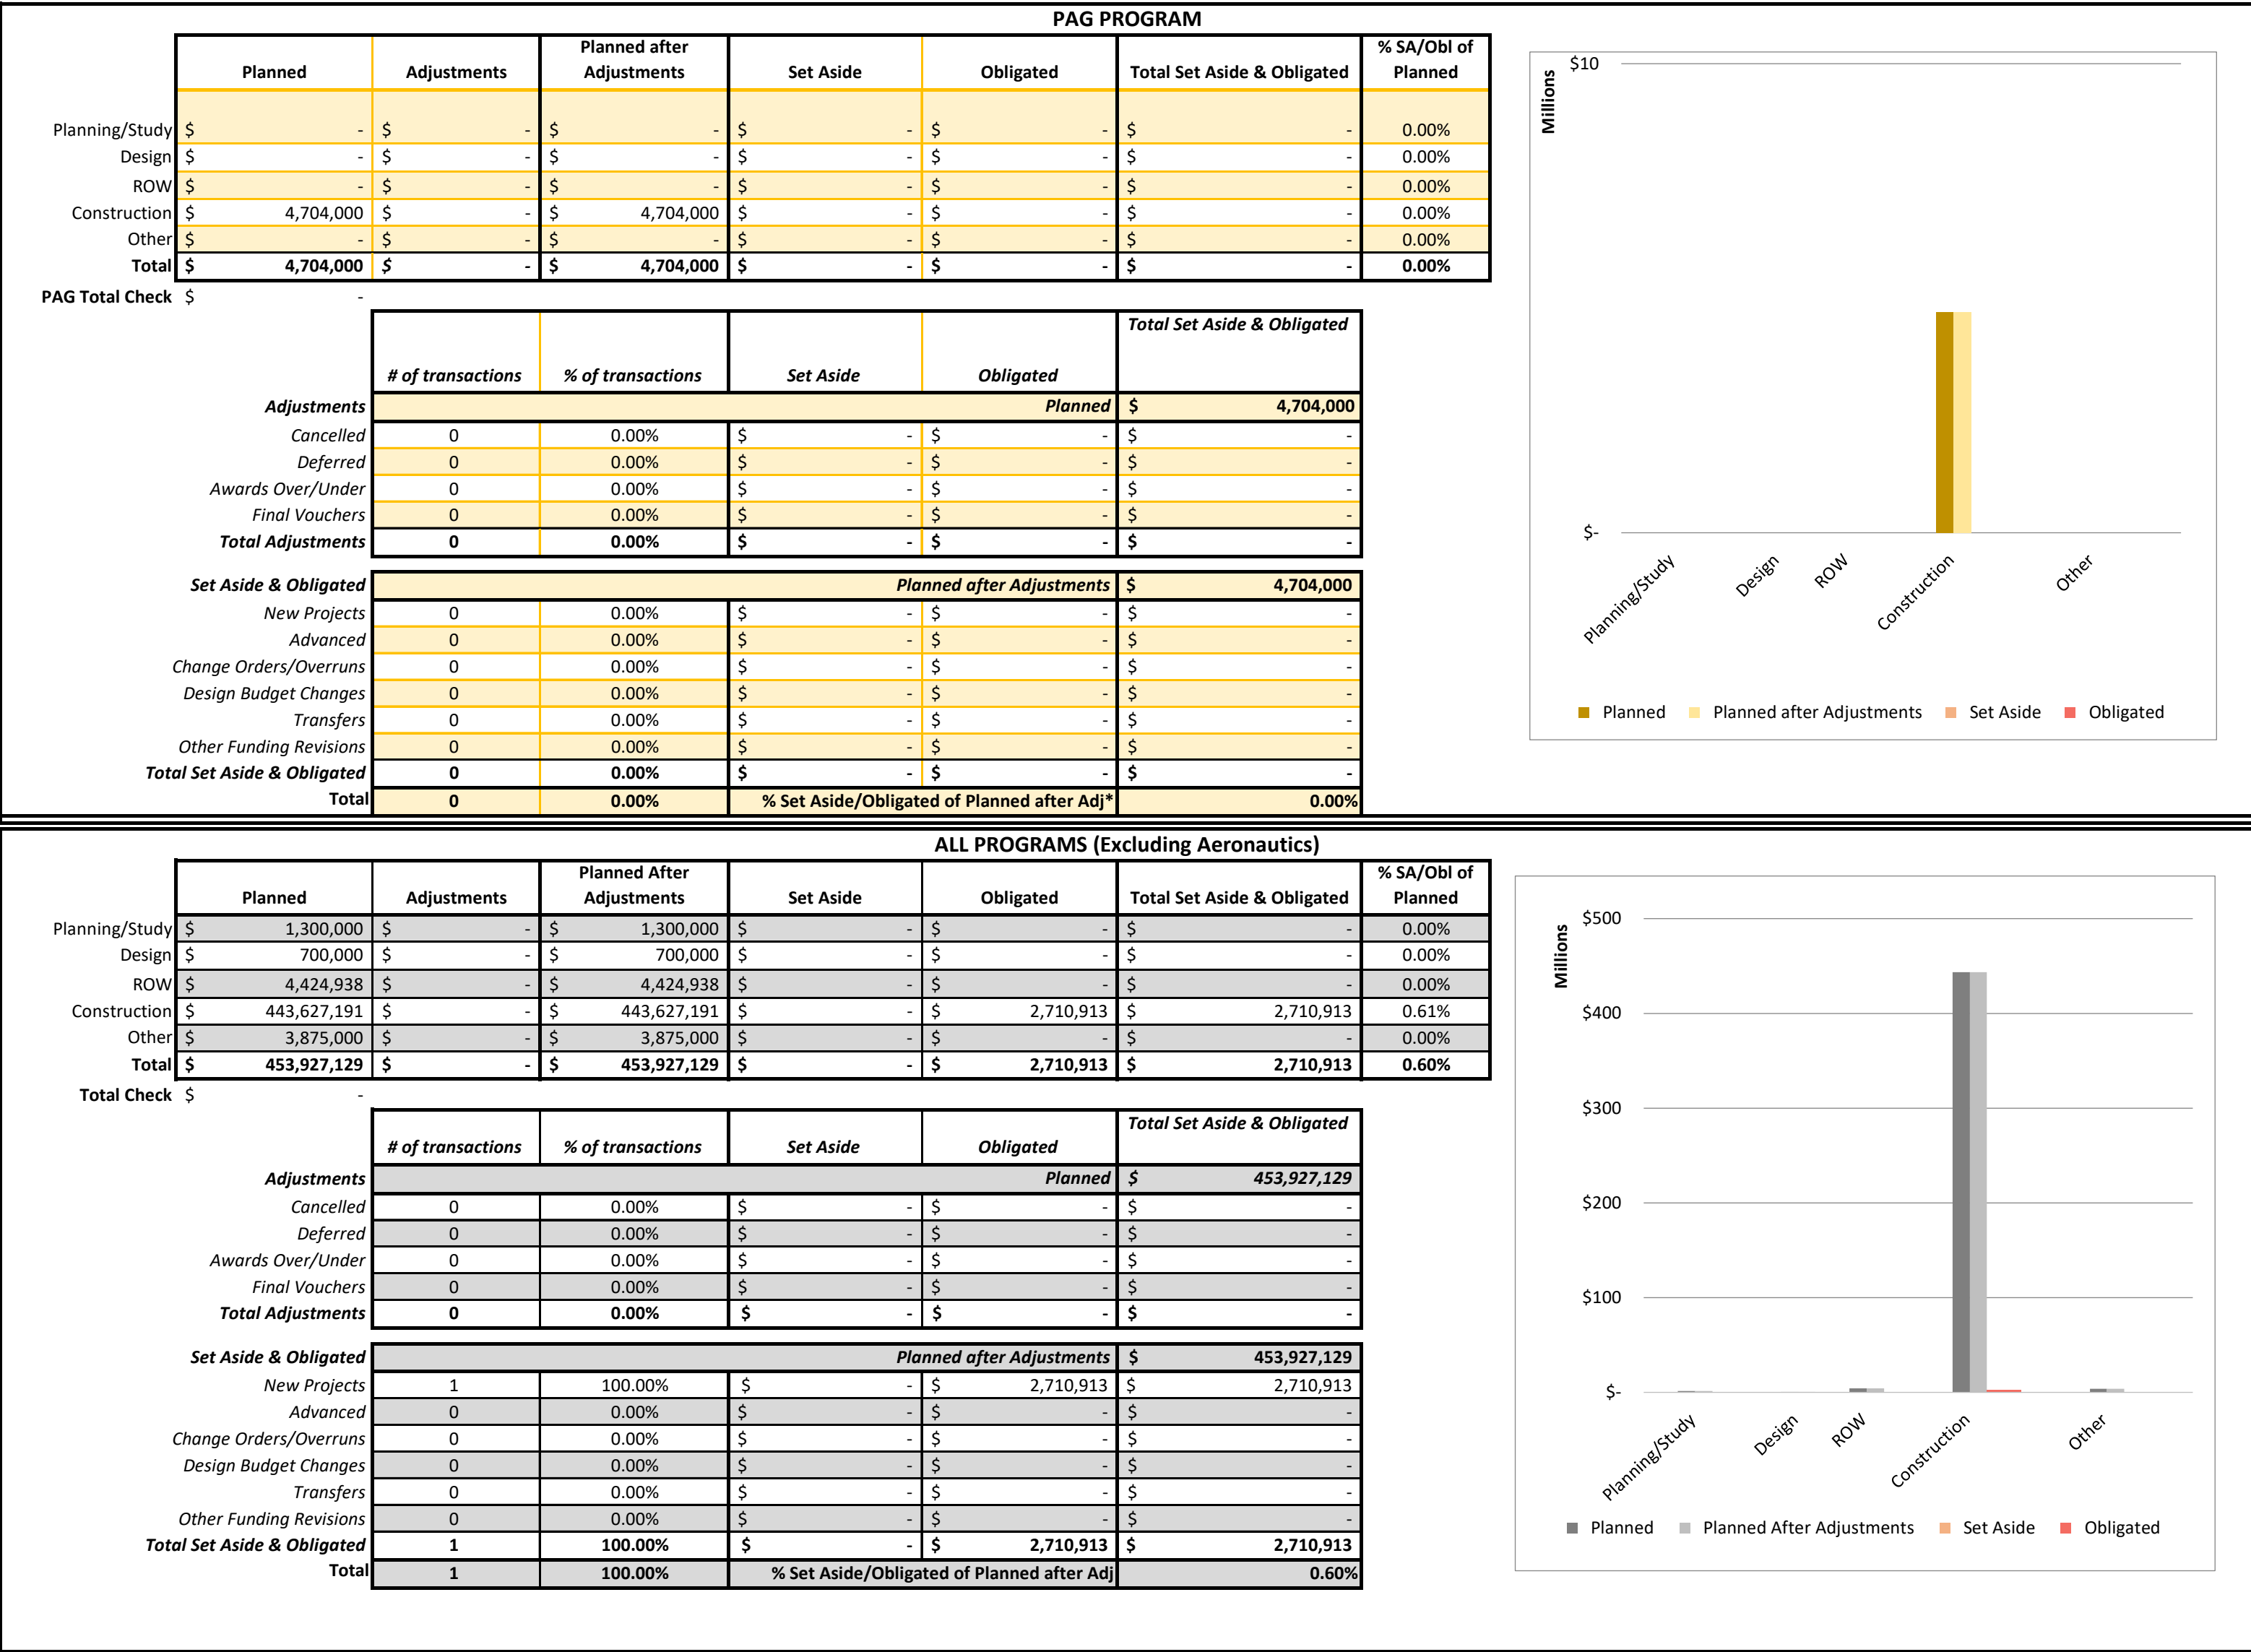 PAG PROGRAM
Planned Adjustments Planned after Adjustments Set Aside Obligated Total Set Aside & Obligated % SA/Obl of Planned
Planning/Study $ - $ - $ - $ - $ - $ - 0.00%
Design $ - $ - $ - $ - $ - $ - 0.00%
ROW $ - $ - $ - $ - $ - $ - 0.00%
Construction $ 4,704,000 $ - $ 4,704,000 $ - $ - $ - 0.00%
Other $ - $ - $ - $ - $ - $ - 0.00%
Total $ 4,704,000 $ - $ 4,704,000 $ - $ - $ - 0.00%
PAG Total Check $ -
# of transactions % of transactions Set Aside Obligated Total Set Aside & Obligated
Adjustments Planned $ 4,704,000
Cancelled 0 0.00% $ - $ - $ -
Deferred 0 0.00% $ - $ - $ -
Awards Over/Under 0 0.00% $ - $ - $ -
Final Vouchers 0 0.00% $ - $ - $ -
Total Adjustments 0 0.00% $ - $ - $ -
Set Aside & Obligated Planned after Adjustments $ 4,704,000
New Projects 0 0.00% $ - $ - $ -
Advanced 0 0.00% $ - $ - $ -
Change Orders/Overruns 0 0.00% $ - $ - $ -
Design Budget Changes 0 0.00% $ - $ - $ -
Transfers 0 0.00% $ - $ - $ -
Other Funding Revisions 0 0.00% $ - $ - $ -
Total Set Aside & Obligated 0 0.00% $ - $ - $ -
Total 0 0.00% % Set Aside/Obligated of Planned after Adj* 0.00%
Millions
$10
$-
Planning/Study Design ROW Construction Other
Planned Planned after Adjustments Set Aside Obligated
ALL PROGRAMS (Excluding Aeronautics)
Planned Adjustments Planned After Adjustments Set Aside Obligated Total Set Aside & Obligated % SA/Obl of Planned
Planning/Study $ 1,300,000 $ - $ 1,300,000 $ - $ - $ - 0.00%
Design $ 700,000 $ - $ 700,000 $ - $ - $ - 0.00%
ROW $ 4,424,938 $ - $ 4,424,938 $ - $ - $ - 0.00%
Construction $ 443,627,191 $ - $ 443,627,191 $ - $ 2,710,913 $ 2,710,913 0.61%
Other $ 3,875,000 $ - $ 3,875,000 $ - $ - $ - 0.00%
Total $ 453,927,129 $ - $ 453,927,129 $ - $ 2,710,913 $ 2,710,913 0.60%
Total Check $ -
# of transactions % of transactions Set Aside Obligated Total Set Aside & Obligated
Adjustments Planned $ 453,927,129
Cancelled 0 0.00% $ - $ - $ -
Deferred 0 0.00% $ - $ - $ -
Awards Over/Under 0 0.00% $ - $ - $ -
Final Vouchers 0 0.00% $ - $ - $ -
Total Adjustments 0 0.00% $ - $ - $ -
Set Aside & Obligated Planned after Adjustments $ 453,927,129
New Projects 1 100.00% $ - $ 2,710,913 $ 2,710,913
Advanced 0 0.00% $ - $ - $ -
Change Orders/Overruns 0 0.00% $ - $ - $ -
Design Budget Changes 0 0.00% $ - $ - $ -
Transfers 0 0.00% $ - $ - $ -
Other Funding Revisions 0 0.00% $ - $ - $ -
Total Set Aside & Obligated 1 100.00% $ - $ 2,710,913 $ 2,710,913
Total 1 100.00% % Set Aside/Obligated of Planned after Adj 0.60%
Millions
$500
$400
$300
$200
$100
$-
Planning/Study Design ROW Construction Other
Planned Planned After Adjustments Set Aside Obligated